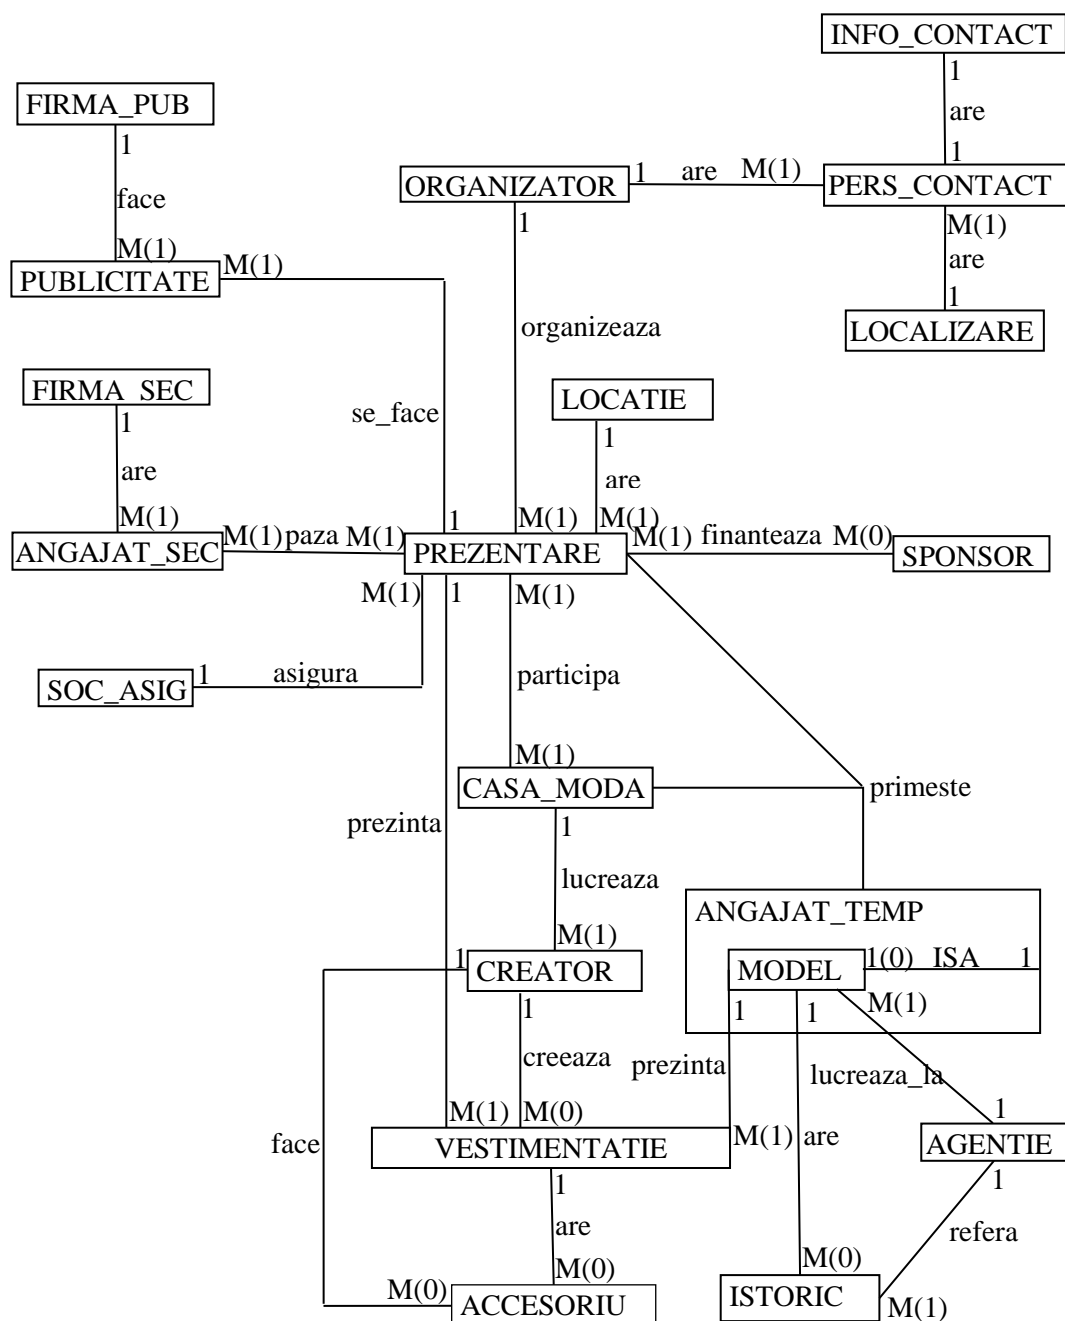 INFO_CONTACT
1
are
1
FIRMA_PUB
1
face
M(1)
PUBLICITATE
M(1)
ORGANIZATOR
1 are M(1)
PERS_CONTACT
1
M(1)
are
1
LOCALIZARE
organizeaza
FIRMA_SEC
1
are
M(1)
se_face
LOCATIE
1
are
M(1)
M(1)
1
ANGAJAT_SEC
M(1) paza M(1)
PREZENTARE
M(1) finanteaza M(0)
SPONSOR
M(1)
1
M(1)
SOC_ASIG
1 asigura
participa
M(1)
CASA_MODA
primeste
1
prezinta
lucreaza
M(1)
ANGAJAT_TEMP
1
CREATOR
MODEL
1(0) ISA 1
M(1)
1
1
1
creeaza
prezinta
lucreaza_la
M(1)
M(0)
1
face
VESTIMENTATIE
M(1)
are
AGENTIE
1
1
are
refera
M(0)
M(0)
M(0)
ACCESORIU
ISTORIC
M(1)